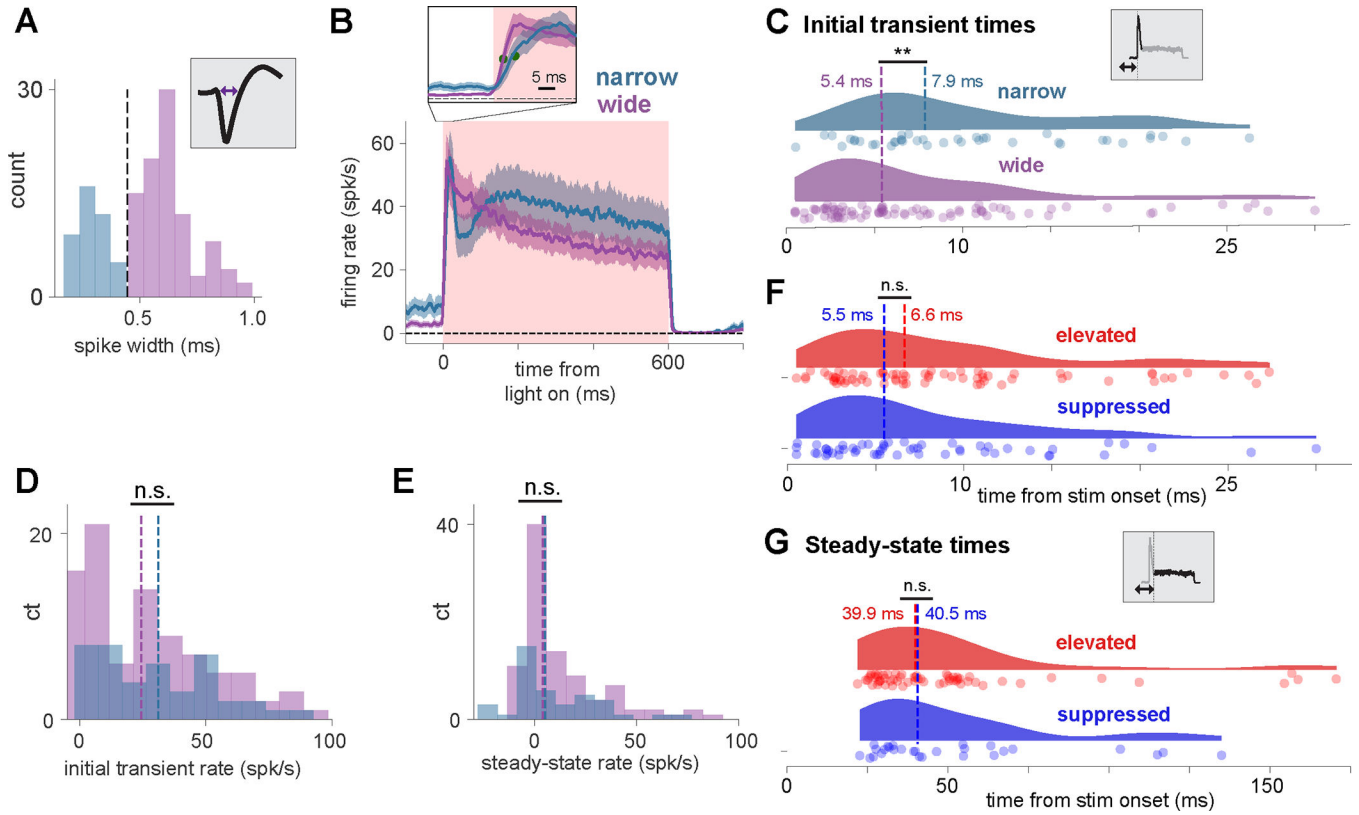 A
30
15
0
count
0.5
1.0
spike width (ms)
B
5 ms
narrow
wide
60
40
20
0
firing rate (spk/s)
0
600
time from
light on (ms)
C Initial transient times
**
5.4 ms
7.9 ms
narrow
wide
0
10
25
F
n.s.
5.5 ms
6.6 ms
elevated
suppressed
0
10
25
time from stim onset (ms)
D
n.s.
20
0
ct
0
50
100
initial transient rate (spk/s)
E
n.s.
40
0
ct
0
50
100
steady-state rate (spk/s)
G Steady-state times
n.s.
39.9 ms
40.5 ms
elevated
suppressed
0
50
150
time from stim onset (ms)